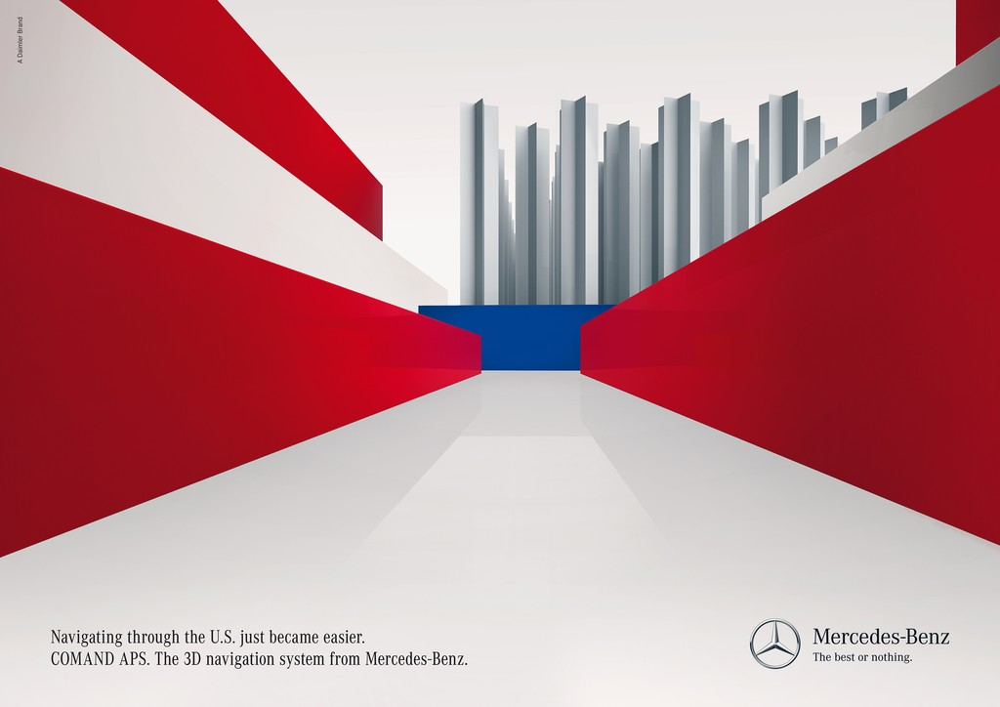 A Daimler Brand
Navigating through the U.S. just became easier.
COMAND APS. The 3D navigation system from Mercedes-Benz.
Mercedes-Benz
The best or nothing.